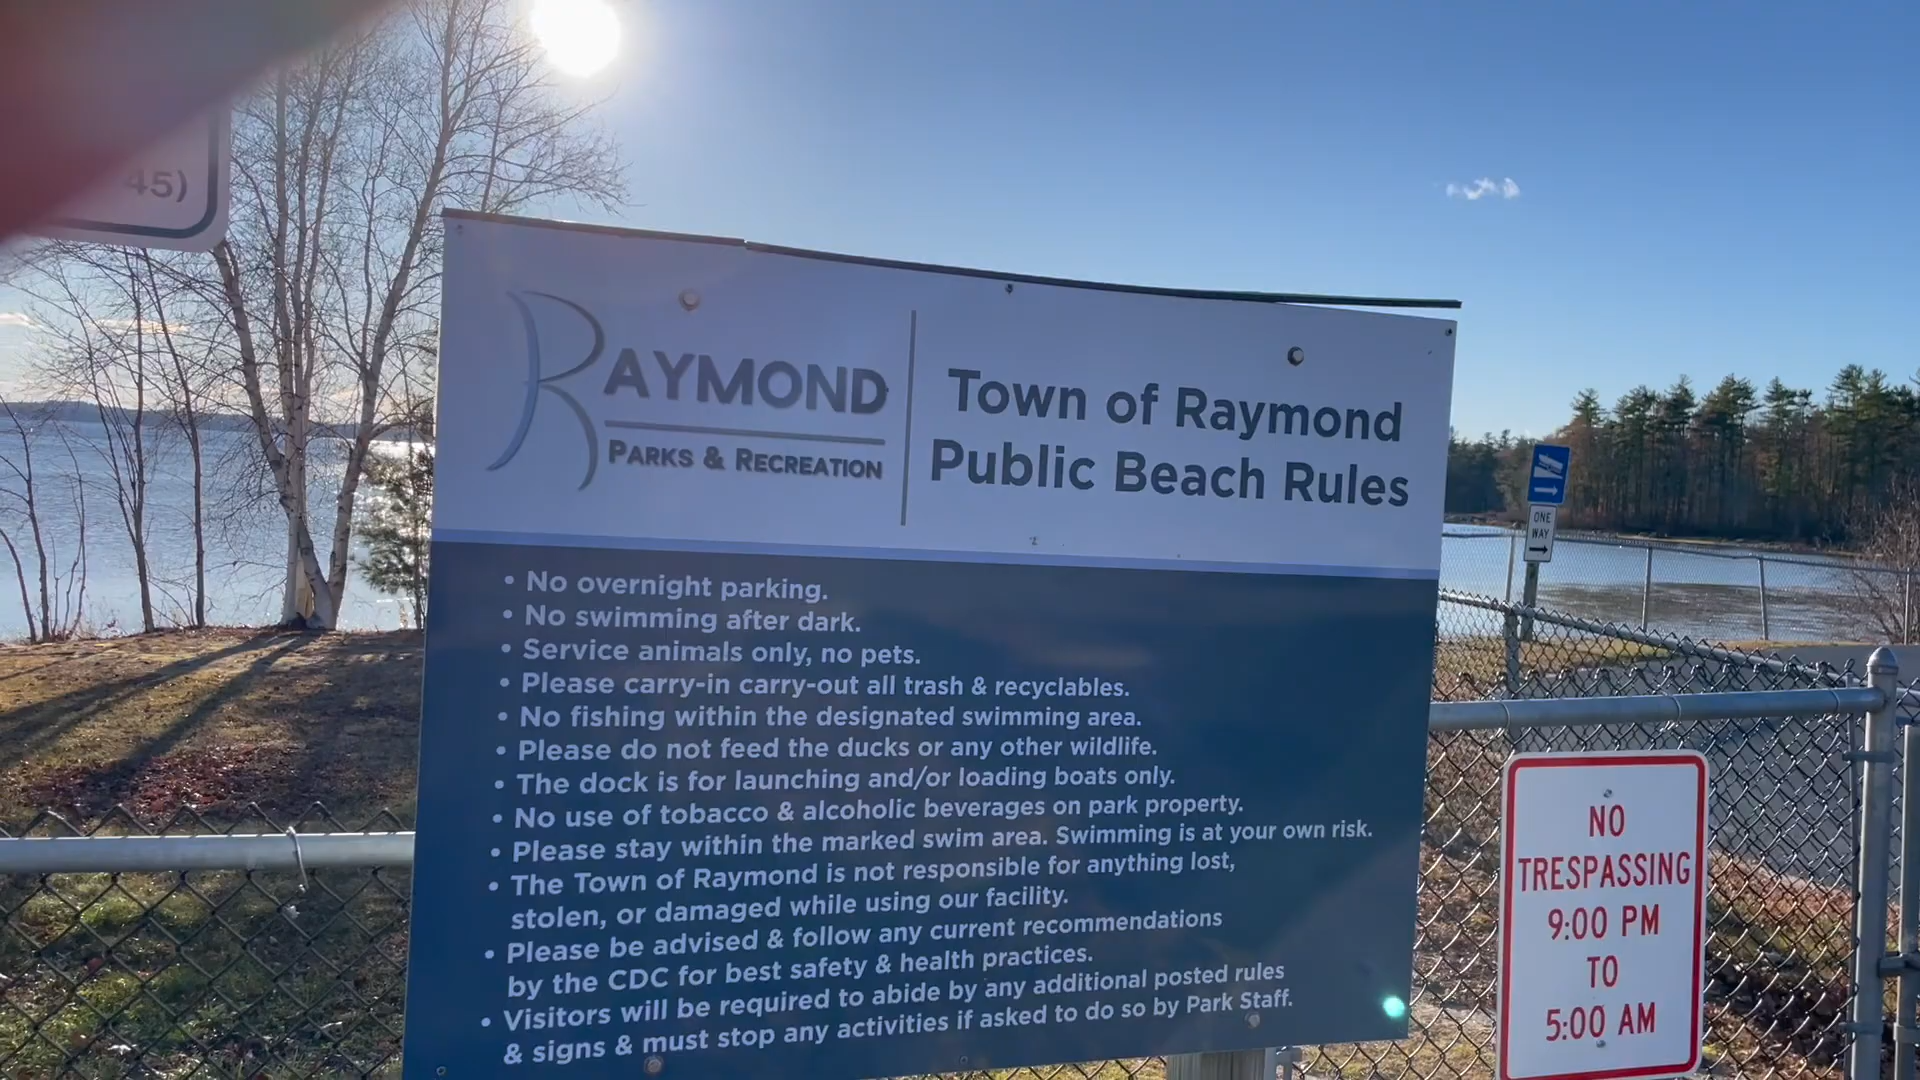 45)
RAYMOND
PARKS & RECREATION
Town of Raymond
Public Beach Rules
• No overnight parking.
• No swimming after dark.
• Service animals only, no pets.
• Please carry-in carry-out all trash & recyclables.
• No fishing within the designated swimming area.
• Please do not feed the ducks or any other wildlife.
• The dock is for launching and/or loading boats only.
• No use of tobacco & alcoholic beverages on park property.
• Please stay within the marked swim area. Swimming is at your own risk.
• The Town of Raymond is not responsible for anything lost,
stolen, or damaged while using our facility.
• Please be advised & follow any current recommendations
by the CDC for best safety & health practices.
• Visitors will be required to abide by any additional posted rules
& signs & must stop any activities if asked to do so by Park Staff.
ONE
WAY
NO
TRESPASSING
9:00 PM
TO
5:00 AM